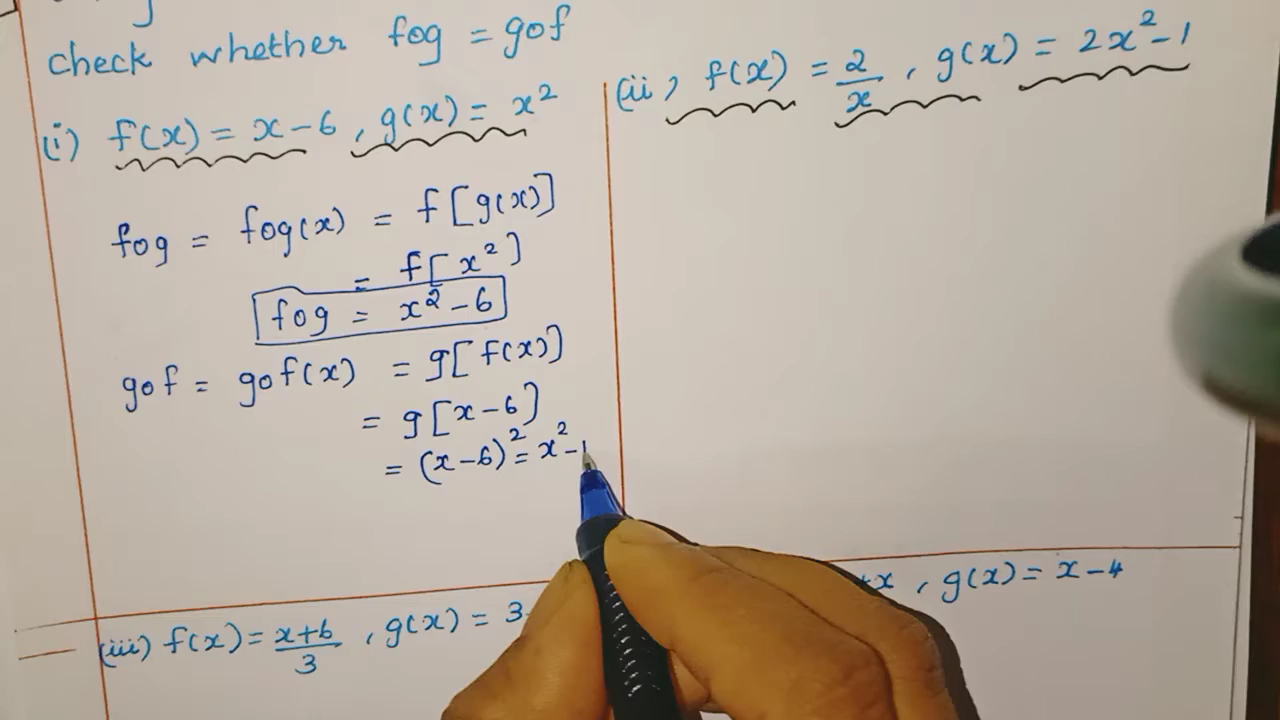 check whether fog = gof
(i) f(x) = x-6, g(x) = x²
fog = fog(x) = f[g(x)]
= f[x²]
fog = x²-6
gof = gof(x) = g[f(x)]
= g[x-6]
= (x-6)² = x²-1
(ii) f(x) = 2/x, g(x) = 2x²-1
(iii) f(x) = x+6/3, g(x) = 3
+x, g(x) = x-4